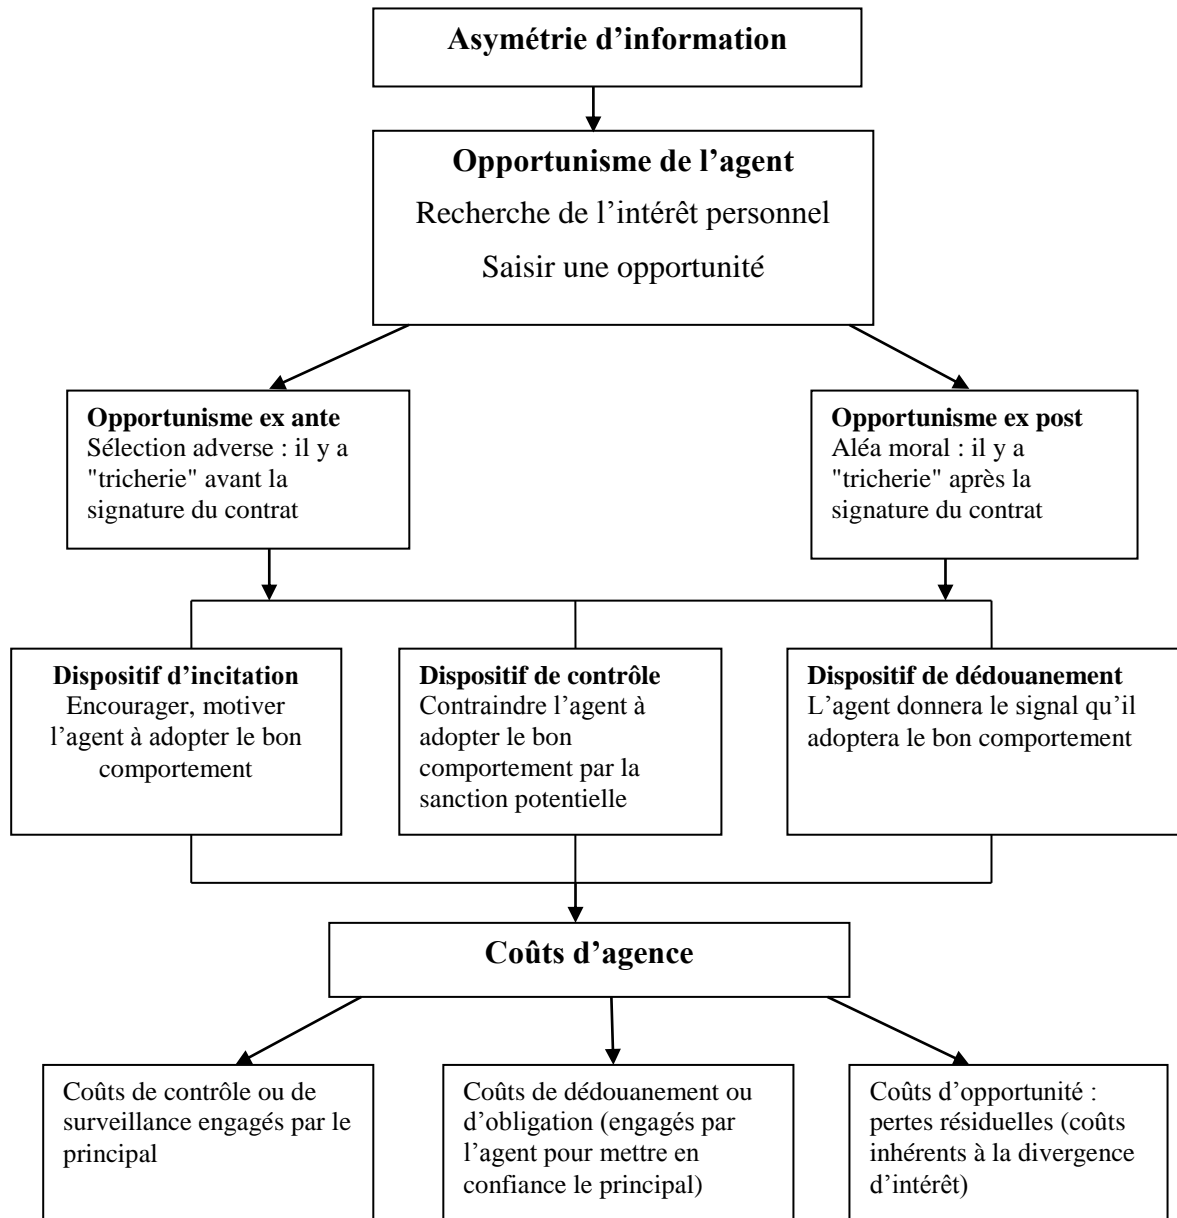 Asymétrie d’information
Opportunisme de l’agent
Recherche de l’intérêt personnel
Saisir une opportunité
Opportunisme ex ante
Sélection adverse : il y a
"tricherie" avant la
signature du contrat
Opportunisme ex post
Aléa moral : il y a
"tricherie" après la
signature du contrat
Dispositif d’incitation
Encourager, motiver
l’agent à adopter le bon
comportement
Dispositif de contrôle
Contraindre l’agent à
adopter le bon
comportement par la
sanction potentielle
Dispositif de dédouanement
L’agent donnera le signal qu’il
adoptera le bon comportement
Coûts d’agence
Coûts de contrôle ou de
surveillance engagés par le
principal
Coûts de dédouanement ou
d’obligation (engagés par
l’agent pour mettre en
confiance le principal)
Coûts d’opportunité :
pertes résiduelles (coûts
inhérents à la divergence
d’intérêt)